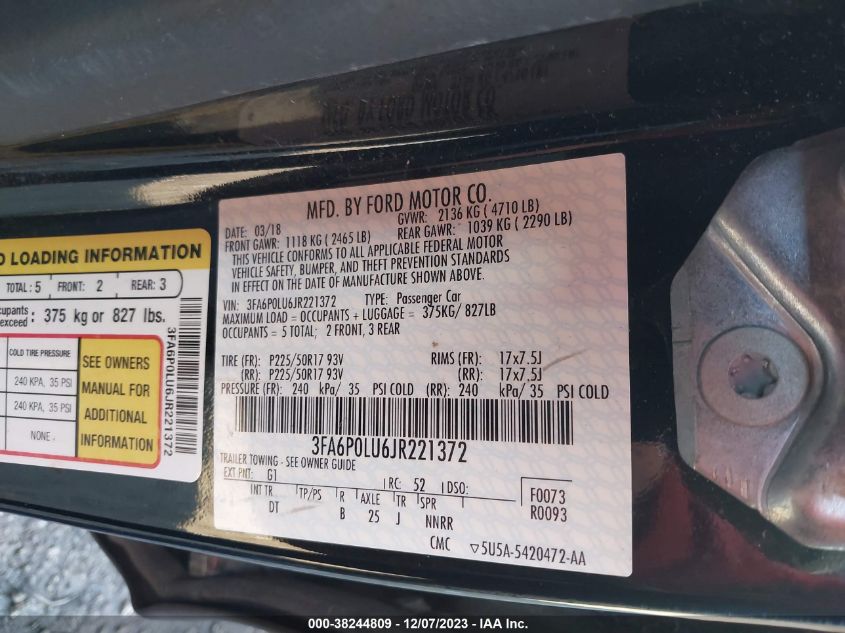 MFD. BY FORD MOTOR CO.
DATE: 03/18 GVWR: 2136 KG ( 4710 LB)
FRONT GAWR: 1118 KG ( 2465 LB) REAR GAWR: 1039 KG ( 2290 LB)
THIS VEHICLE CONFORMS TO ALL APPLICABLE FEDERAL MOTOR
VEHICLE SAFETY, BUMPER, AND THEFT PREVENTION STANDARDS
IN EFFECT ON THE DATE OF MANUFACTURE SHOWN ABOVE.
VIN: 3FA6P0LU6JR221372 TYPE: Passenger Car
MAXIMUM LOAD = OCCUPANTS + LUGGAGE = 375KG/ 827LB
OCCUPANTS = 5 TOTAL; 2 FRONT, 3 REAR
TIRE (FR): P225/50R17 93V RIMS (FR): 17x7.5J
(RR): P225/50R17 93V (RR): 17x7.5J
PRESSURE (FR): 240 kPa/ 35 PSI COLD (RR): 240 kPa/ 35 PSI COLD
3FA6P0LU6JR221372
TRAILER TOWING - SEE OWNER GUIDE
EXT PNT: G1 RC: 52 DSO: F0073
INT TR TP/PS R AXLE TR SPR R0093
DT B 25 J NNRR
CMC ▽5U5A-5420472-AA
LOADING INFORMATION
TOTAL: 5 FRONT: 2 REAR: 3
375 kg or 827 lbs.
COLD TIRE PRESSURE
240 KPA, 35 PSI
240 KPA, 35 PSI
NONE
SEE OWNERS
MANUAL FOR
ADDITIONAL
INFORMATION
3FA6P0LU6JR221372
000-38244809 - 12/07/2023 - IAA Inc.